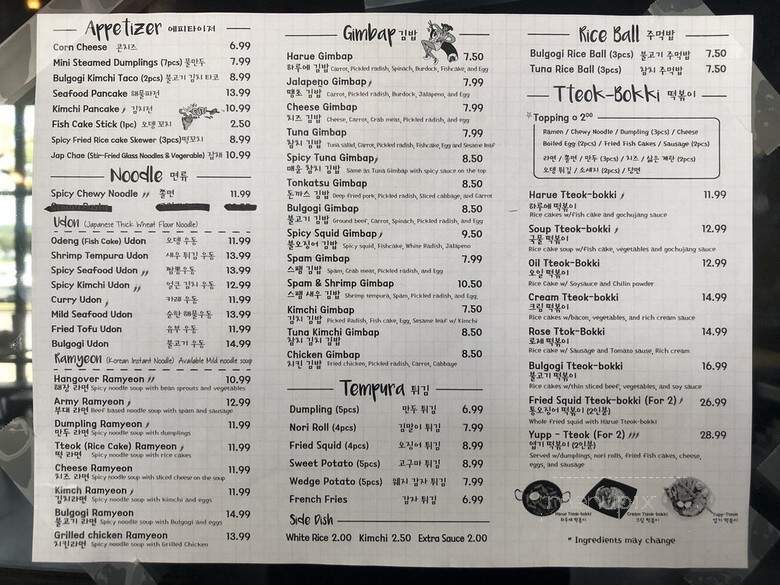 Appetizer 에피타이저
Corn Cheese 콘치즈 6.99
Mini Steamed Dumplings (7pcs) 물만두 7.99
Bulgogi Kimchi Taco (2pcs) 불고기 김치 타코 8.99
Seafood Pancake 해물파전 13.99
Kimchi Pancake 김치전 10.99
Fish Cake Stick (1pc) 오뎅 꼬치 2.50
Spicy Fried Rice cake Skewer (3pcs) 떡꼬치 8.99
Jap Chae (Stir-Fried Glass Noodles & Vegerable) 잡채 10.99
Noodle 면류
Spicy Chewy Noodle 쫄면 11.99
Udon (Japanese Thick Wheat Flour Noodle)
Odeng (Fish Cake) Udon 오뎅 우동 11.99
Shrimp Tempura Udon 새우 튀김 우동 13.99
Spicy Seafood Udon 짬뽕우동 13.99
Spicy Kimchi Udon 얼큰 김치 우동 12.99
Curry Udon 카레 우동 11.99
Mild Seafood Udon 순한 해물우동 13.99
Fried Tofu Udon 유부 우동 11.99
Bulgogi Udon 불고기 우동 14.99
Ramyeon (Korean Instant Noodle) Available Mild noodle soup
Hangover Ramyeon 10.99
해장 라면 Spicy noodle soup with bean sprouts and vegetables
Army Ramyeon 12.99
부대 라면 Beef based noodle soup with spam and sausage
Dumpling Ramyeon 11.99
만두 라면 Spicy noodle soup with dumplings
Tteok (Rice Cake) Ramyeon 11.99
떡 라면 Spicy noodle soup with rice cakes
Cheese Ramyeon 11.99
치즈 라면 Spicy noodle soup with sliced cheese on the soup
Kimch Ramyeon 11.99
김치라면 Spicy noodle soup with kimchi and eggs
Bulgogi Ramyeon 14.99
불고기 라면 Spicy noodle soup with Bulgogi and eggs
Grilled chicken Ramyeon 13.99
치킨라면 Spicy noodle soup with Grilled Chicken
Gimbap 김밥
Harue Gimbap 7.50
하루에 김밥 Carrot, Pickled radish, Spinach, Burdock, Fishcake, and Egg
Jalapeno Gimbap 7.99
땡초 김밥 Carrot, Pickled radish, Burdock, Jalapeno, and Egg
Cheese Gimbap 7.99
치즈 김밥 Cheese, Carrot, Crab meat, Pickled radish, and egg
Tuna Gimbap 7.99
참치 김밥 Tuna salad, Carrot, Pickled radish, Fishcake, Egg and Sesame leaf
Spicy Tuna Gimbap 8.50
매운 참치 김밥 Same as Tuna Gimbap with spicy sauce on the top
Tonkatsu Gimbap 8.50
돈까스 김밥 Deep fried pork, Pickled radish, Sliced cabbage, and Carrot
Bulgogi Gimbap 8.50
불고기 김밥 Ground beef, Carrot, Pickled radish, Spinach, and Egg
Spicy Squid Gimbap 9.50
불오징어 김밥 Spicy squid, Fishcake, White Radish, Jalapeno
Spam Gimbap 7.99
스팸 김밥 Spam, Crab meat, Pickled radish, and Egg
Spam & Shrimp Gimbap 10.50
스팸 새우 김밥 Shrimp tempura, Spam, Pickled radish, and Egg
Kimchi Gimbap 7.50
김치 김밥 Pickled Radish, Fish cake, Egg, Sesame leaf w/ Kimchi
Tuna Kimchi Gimbap 8.50
참치 김치 김밥
Chicken Gimbap 8.50
치킨 김밥 Fried chicken, Pickled radish, Carrot, Cabbage
Tempura 튀김
Dumpling (5pcs) 만두 튀김 6.99
Nori Roll (4pcs) 김말이 튀김 7.99
Fried Squid (4pcs) 오징어 튀김 8.99
Sweet Potato (5pcs) 고구마 튀김 8.99
Wedge Potato (5pcs) 웨지 감자 튀김 7.99
French Fries 감자 튀김 6.99
Side Dish
White Rice 2.00 Kimchi 2.50 Extra Sauce 2.00
Rice Ball 주먹밥
Bulgogi Rice Ball (3pcs) 불고기 주먹밥 7.50
Tuna Rice Ball (3pcs) 참치 주먹밥 7.50
Tteok-Bokki 떡볶이
*Topping 2.00
Ramen / Chewy Noodle / Dumpling (3pcs) / Cheese
Boiled Egg (2pcs) / Fried Fish Cakes / Sausage (2pcs)
라면 / 쫄면 / 만두 (3pcs) / 치즈 / 삶은 계란 (2pcs)
오뎅 튀김 / 소세지 (2pcs) / 당면
Harue Tteok-bokki 11.99
하루에 떡볶이
Rice cakes w/fish cake and gochujang sauce
Soup Tteok-bokki 12.99
국물 떡볶이
Rice cake soup w/fish cake, vegetables and gochujang sauce
Oil Tteok-Bokki 12.99
오일 떡볶이
Rice Cake w/ Soysauce and Chilin powder
Cream Tteok-bokki 14.99
크림 떡볶이
Rice cakes w/bacon, vegetables, and rich cream sauce
Rose Ttok-Bokki 14.99
로제 떡볶이
Rice cake w/ Sausage and Tomato sause, Rich cream
Bulgogi Tteok-bokki 16.99
불고기 떡볶이
Rice cakes w/thin sliced beef, vegetables, and soy sauce
Fried Squid Tteok-bokki (For 2) 26.99
통오징어 떡볶이 (2인분)
Whole fried squid with Harue Tteok-bokki
Yupp - Tteok (For 2) 28.99
엽기 떡볶이 (2인분)
Served w/dumplings, nori rolls, fried fish cakes, cheese,
eggs, and sausage
menupix
Harue Tteok-bokki
하루에 떡볶이
Cream Tteok-bokki
크림 떡볶이
Yupp-Tteok
엽기 떡볶이
* Ingredients may change